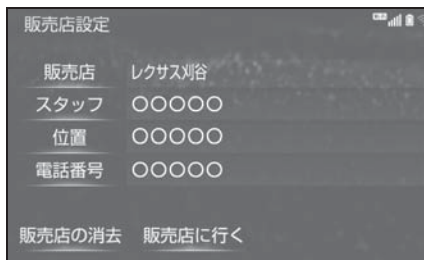 販売店設定
販売店 レクサス刈谷
スタッフ ○○○○○
位置 ○○○○○
電話番号 ○○○○○
販売店の消去 販売店に行く